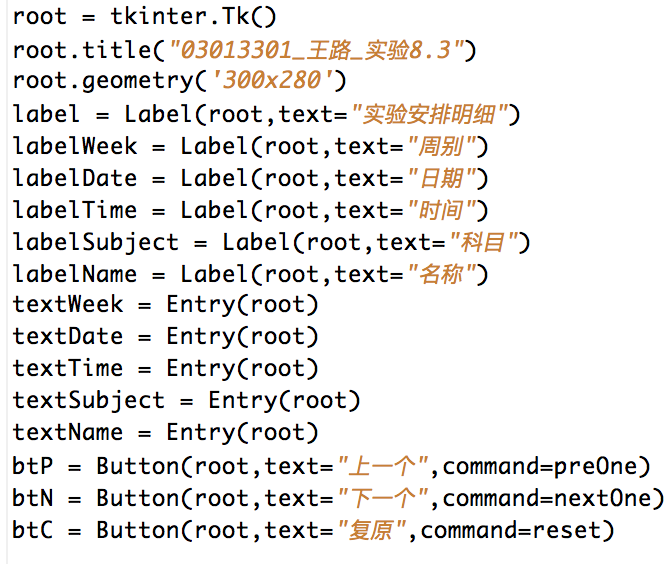 root = tkinter.Tk()
root.title("03013301_王路_实验8.3")
root.geometry('300x280')
label = Label(root,text="实验安排明细")
labelWeek = Label(root,text="周别")
labelDate = Label(root,text="日期")
labelTime = Label(root,text="时间")
labelSubject = Label(root,text="科目")
labelName = Label(root,text="名称")
textWeek = Entry(root)
textDate = Entry(root)
textTime = Entry(root)
textSubject = Entry(root)
textName = Entry(root)
btP = Button(root,text="上一个",command=preOne)
btN = Button(root,text="下一个",command=nextOne)
btC = Button(root,text="复原",command=reset)